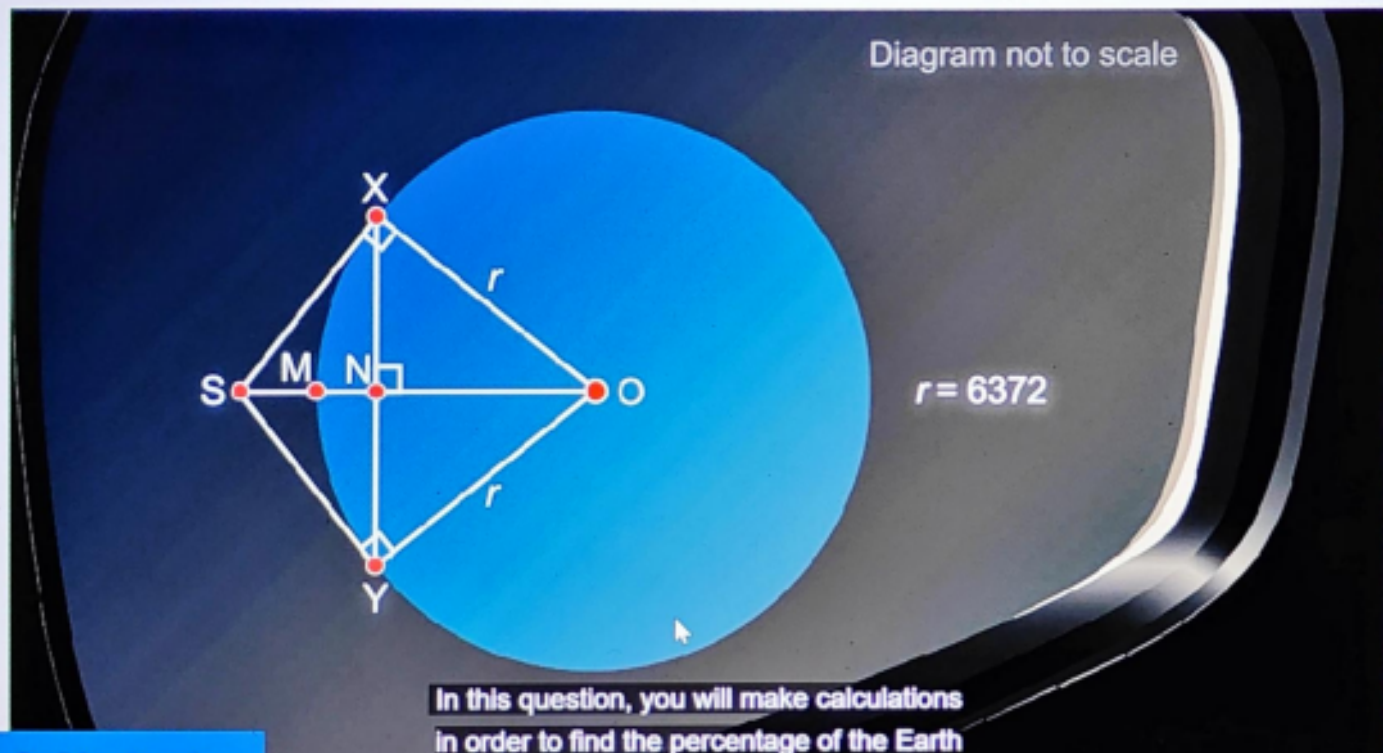 Diagram not to scale
X
r
S M N O
r = 6372
r
Y
In this question, you will make calculations
in order to find the percentage of the Earth